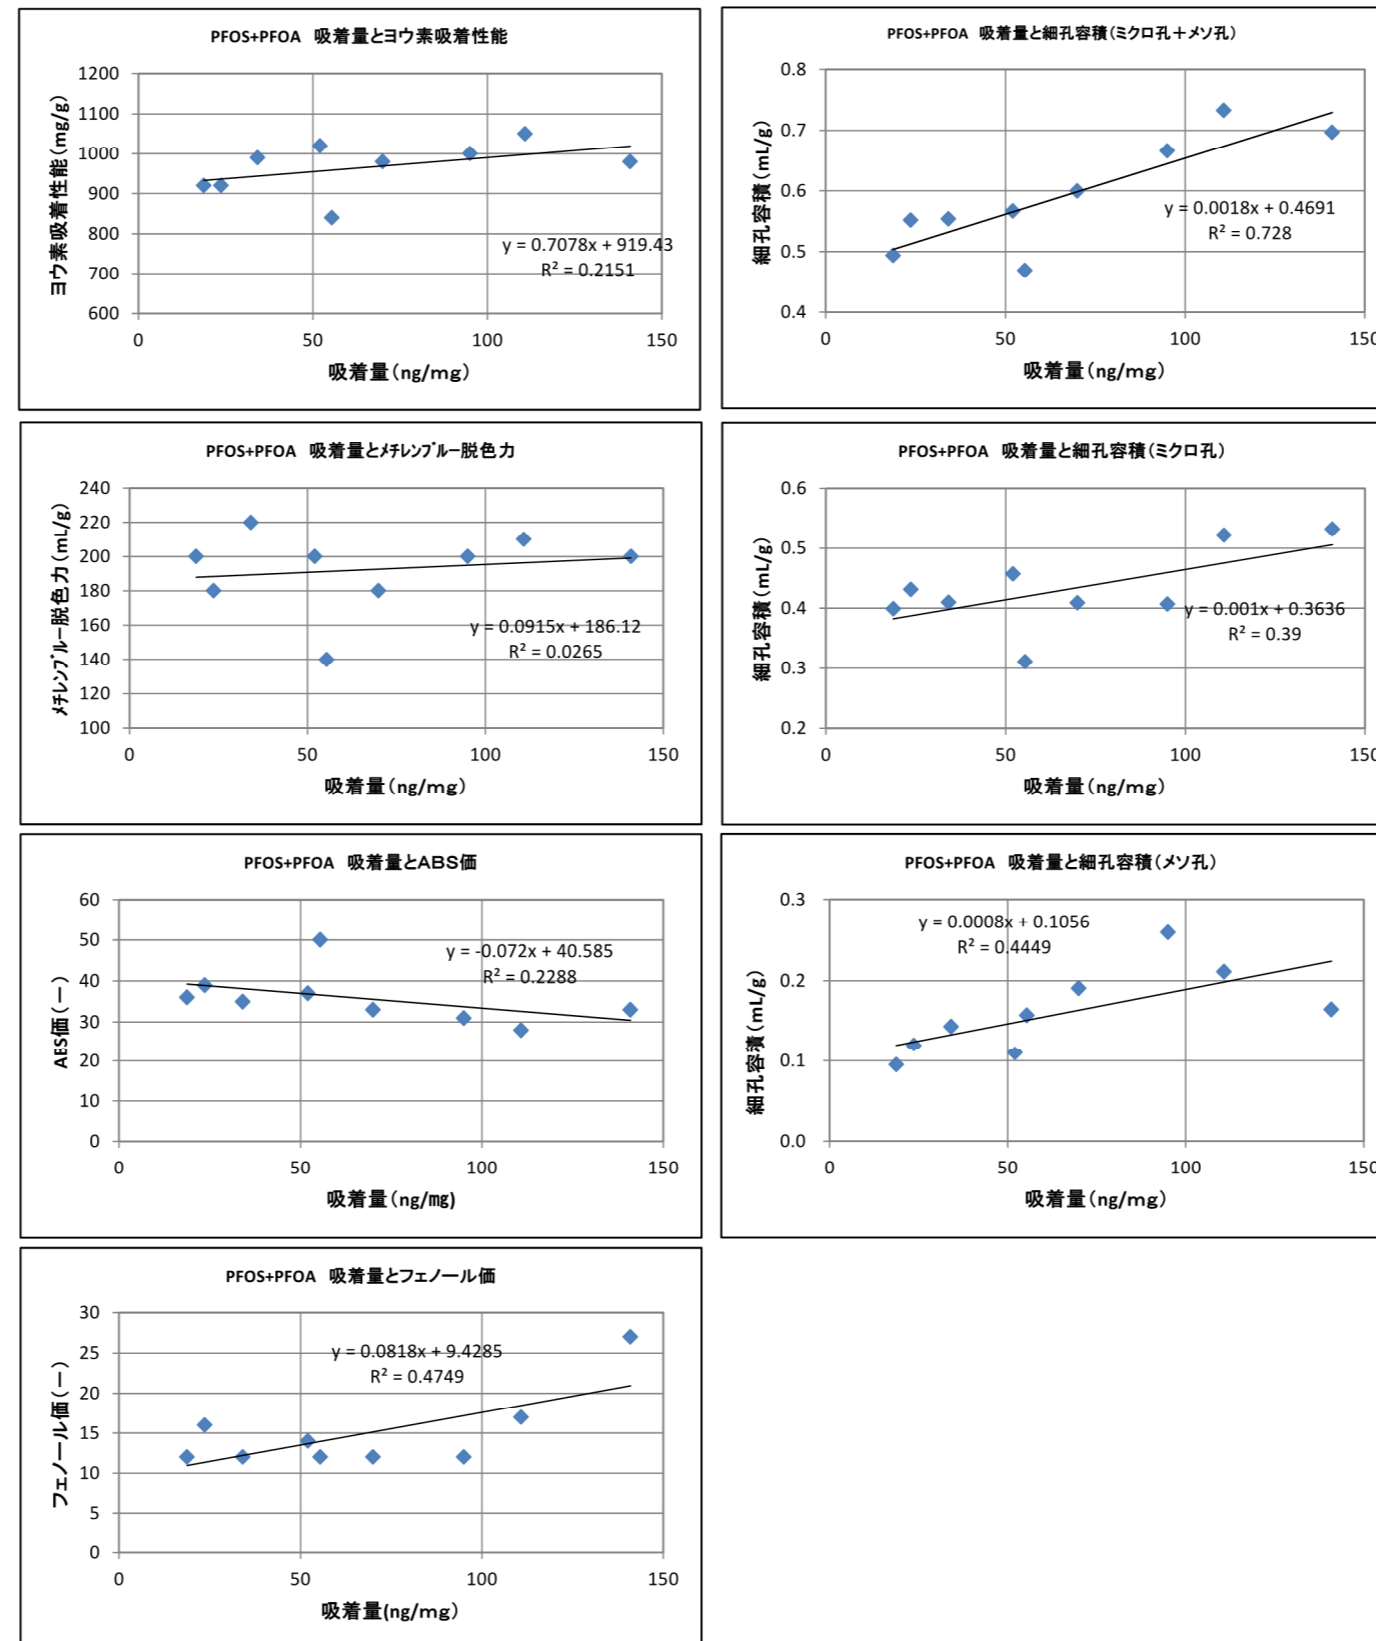 PFOS+PFOA 吸着量とヨウ素吸着性能
ヨウ素吸着性能(mg/g)
1200
1100
1000
900
800
700
600
y = 0.7078x + 919.43
R² = 0.2151
0 50 100 150
吸着量(ng/mg)
PFOS+PFOA 吸着量と細孔容積(ミクロ孔+メソ孔)
細孔容積(mL/g)
0.8
0.7
0.6
0.5
0.4
y = 0.0018x + 0.4691
R² = 0.728
0 50 100 150
吸着量(ng/mg)
PFOS+PFOA 吸着量とメチレンブルー脱色力
メチレンブルー脱色力(mL/g)
240
220
200
180
160
140
120
100
y = 0.0915x + 186.12
R² = 0.0265
0 50 100 150
吸着量(ng/mg)
PFOS+PFOA 吸着量と細孔容積(ミクロ孔)
細孔容積(mL/g)
0.6
0.5
0.4
0.3
0.2
y = 0.001x + 0.3636
R² = 0.39
0 50 100 150
吸着量(ng/mg)
PFOS+PFOA 吸着量とABS価
AES価(ー)
60
50
40
30
20
10
0
y = -0.072x + 40.585
R² = 0.2288
0 50 100 150
吸着量(ng/mg)
PFOS+PFOA 吸着量と細孔容積(メソ孔)
細孔容積(mL/g)
0.3
0.2
0.1
0.0
y = 0.0008x + 0.1056
R² = 0.4449
0 50 100 150
吸着量(ng/mg)
PFOS+PFOA 吸着量とフェノール価
フェノール価(ー)
30
25
20
15
10
5
0
y = 0.0818x + 9.4285
R² = 0.4749
0 50 100 150
吸着量(ng/mg)